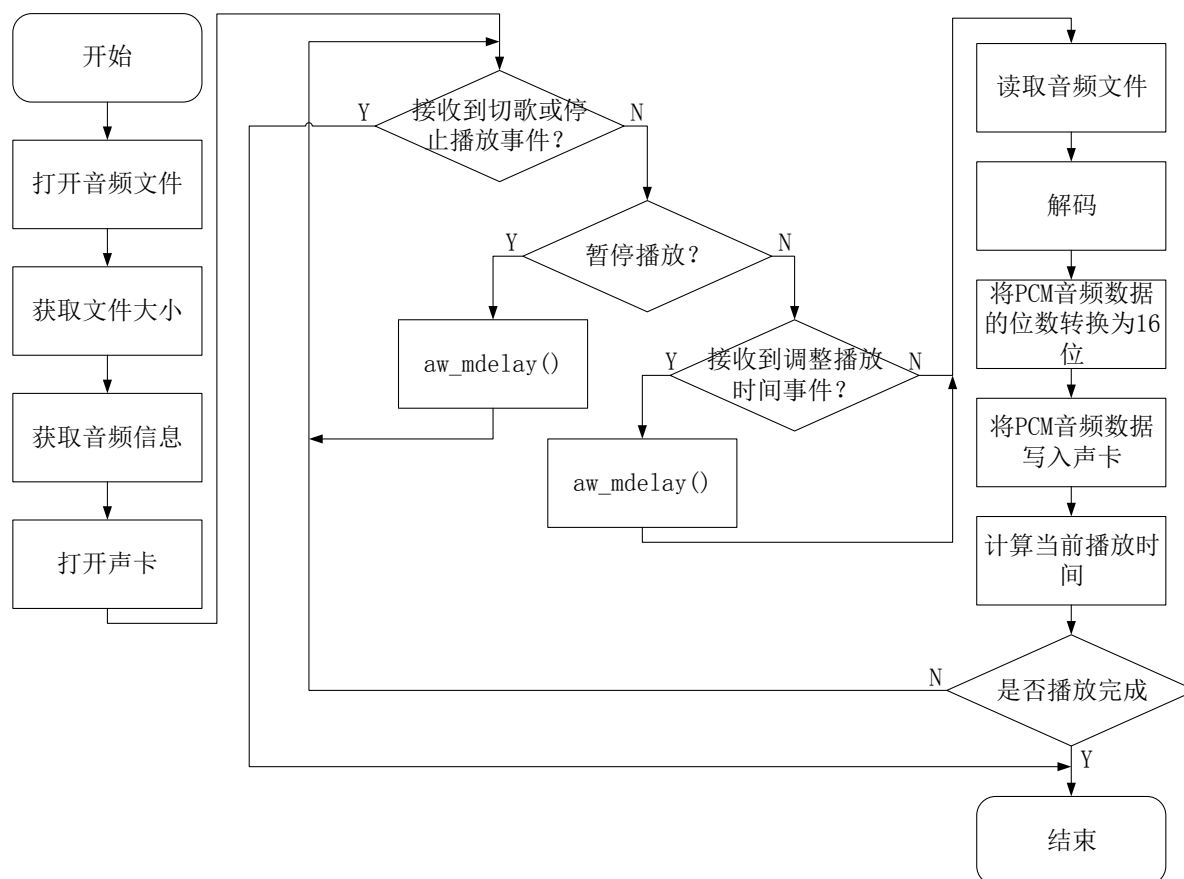 开始
打开音频文件
获取文件大小
获取音频信息
打开声卡
Y
接收到切歌或停
止播放事件？
N
Y
暂停播放？
N
aw_mdelay()
Y
接收到调整播放
时间事件？
N
aw_mdelay()
读取音频文件
解码
将PCM音频数据
的位数转换为16
位
将PCM音频数据
写入声卡
计算当前播放时
间
N
是否播放完成
Y
结束